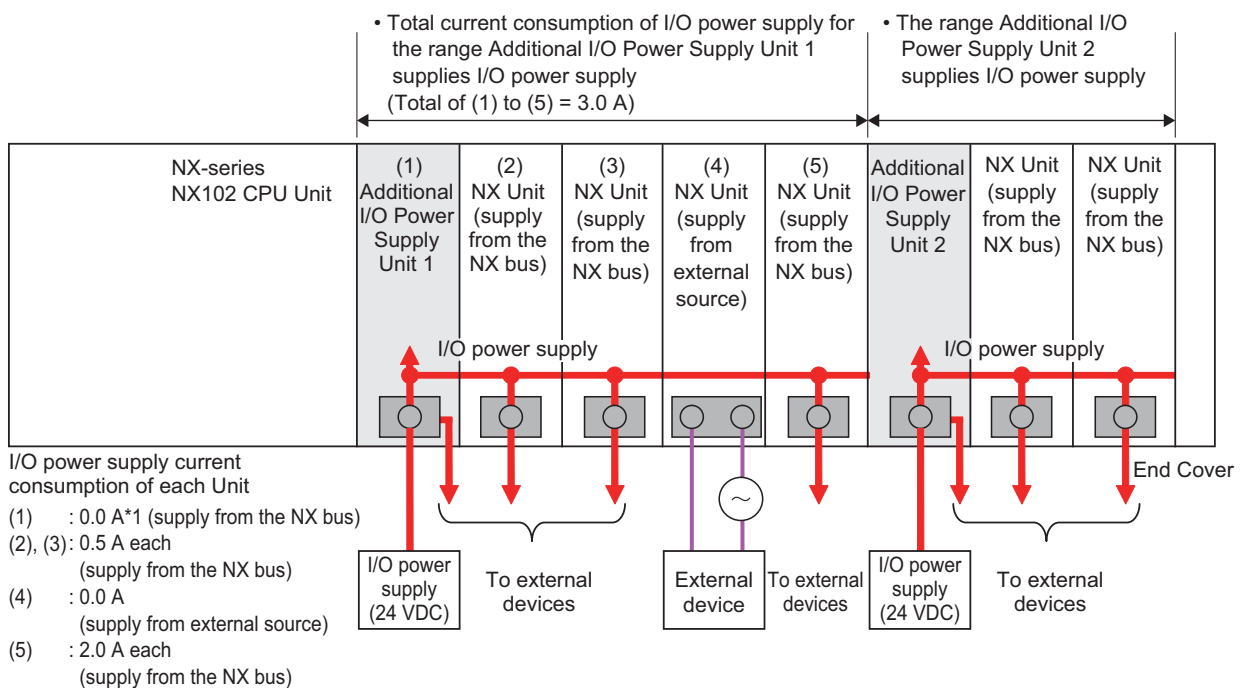 • Total current consumption of I/O power supply for
the range Additional I/O Power Supply Unit 1
supplies I/O power supply
(Total of (1) to (5) = 3.0 A)
• The range Additional I/O
Power Supply Unit 2
supplies I/O power supply
NX-series
NX102 CPU Unit
(1)
Additional
I/O Power
Supply
Unit 1
(2)
NX Unit
(supply
from the
NX bus)
(3)
NX Unit
(supply
from the
NX bus)
(4)
NX Unit
(supply
from
external
source)
(5)
NX Unit
(supply
from the
NX bus)
Additional
I/O Power
Supply
Unit 2
NX Unit
(supply
from the
NX bus)
NX Unit
(supply
from the
NX bus)
I/O power supply
I/O power supply
End Cover
I/O power supply current
consumption of each Unit
(1) : 0.0 A*1 (supply from the NX bus)
(2), (3): 0.5 A each
(supply from the NX bus)
(4) : 0.0 A
(supply from external source)
(5) : 2.0 A each
(supply from the NX bus)
I/O power
supply
(24 VDC)
To external
devices
External
device
To external
devices
I/O power
supply
(24 VDC)
To external
devices